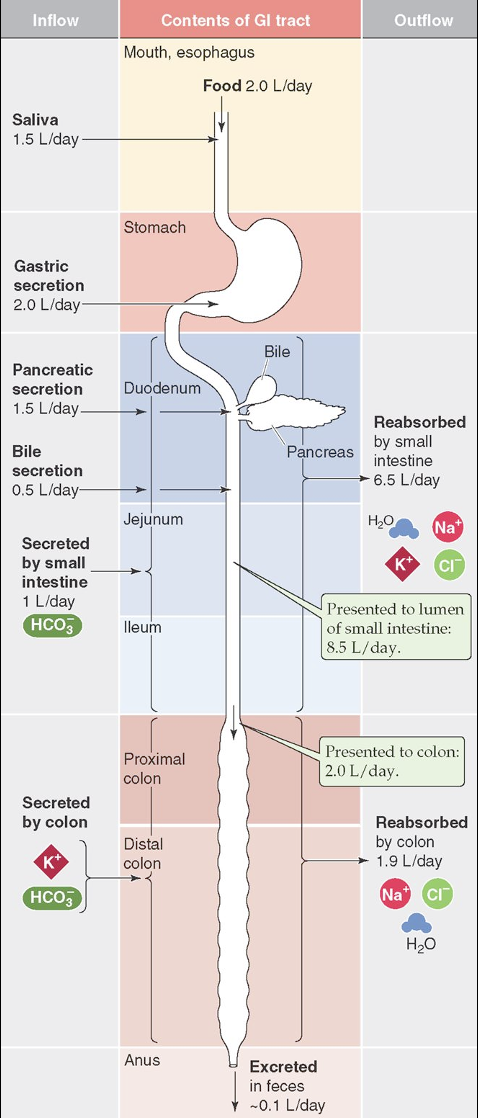 Inflow
Contents of GI tract
Outflow
Mouth, esophagus
Food 2.0 L/day
Saliva
1.5 L/day
Stomach
Gastric
secretion
2.0 L/day
Bile
Pancreatic
secretion
1.5 L/day
Duodenum
Pancreas
Bile
secretion
0.5 L/day
Reabsorbed
by small
intestine
6.5 L/day
H₂O
Na⁺
K⁺
Cl⁻
Jejunum
Secreted
by small
intestine
1 L/day
HCO₃⁻
Presented to lumen
of small intestine:
8.5 L/day.
Ileum
Presented to colon:
2.0 L/day.
Proximal
colon
Secreted
by colon
K⁺
HCO₃⁻
Distal
colon
Reabsorbed
by colon
1.9 L/day
Na⁺
Cl⁻
H₂O
Anus
Excreted
in feces
~0.1 L/day